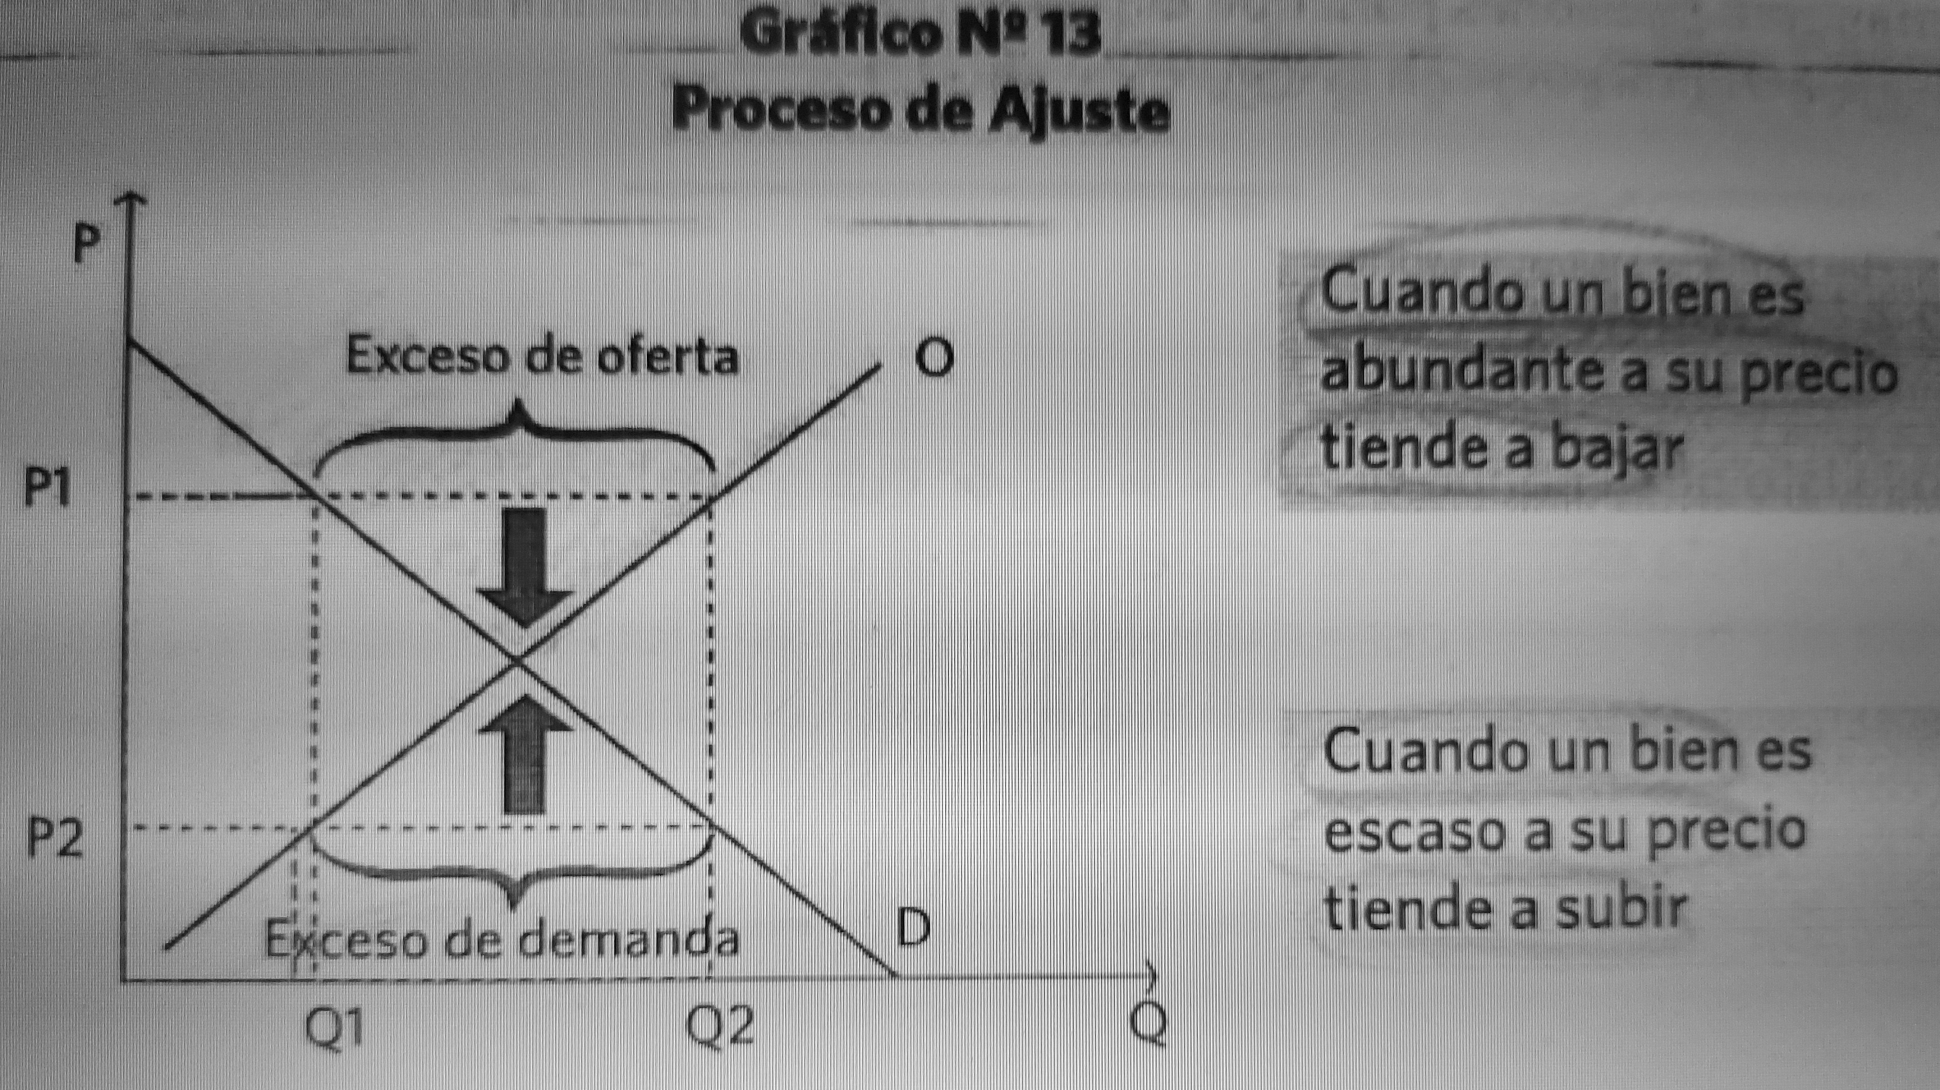 Gráfico Nº 13
Proceso de Ajuste
P
Exceso de oferta
O
P1
P2
Exceso de demanda
D
Q1
Q2
Q
Cuando un bien es
abundante a su precio
tiende a bajar
Cuando un bien es
escaso a su precio
tiende a subir